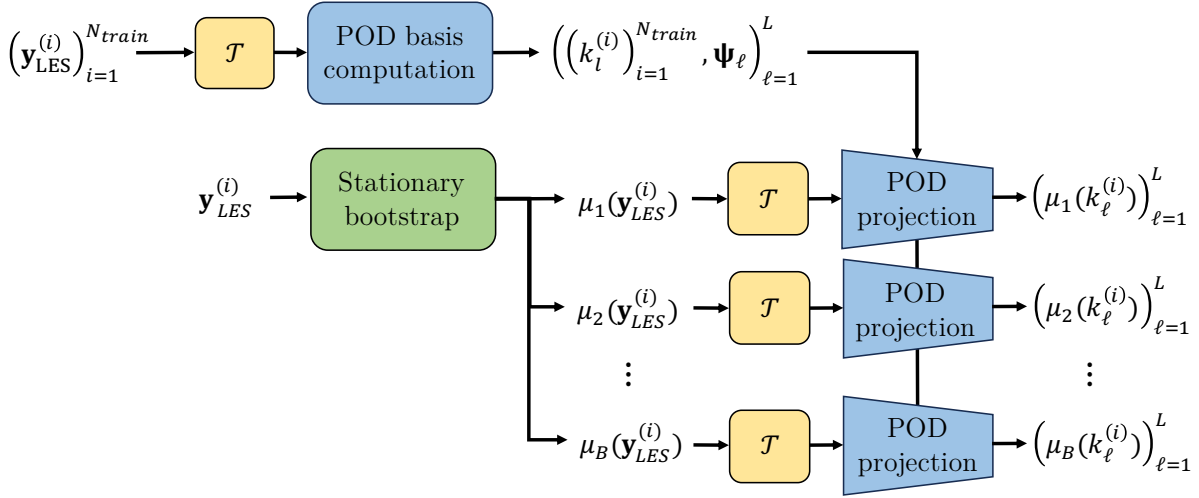 (𝐲_LES^(i))_{i=1}^{N_train} 𝒯 POD basis computation ((k_l^(i))_{i=1}^{N_train}, 𝛙_ℓ)_{ℓ=1}^L
𝐲_LES^(i) Stationary bootstrap μ_1(𝐲_LES^(i)) 𝒯 POD projection (μ_1(k_ℓ^(i)))_{ℓ=1}^L
μ_2(𝐲_LES^(i)) 𝒯 POD projection (μ_2(k_ℓ^(i)))_{ℓ=1}^L
⋮ ⋮
μ_B(𝐲_LES^(i)) 𝒯 POD projection (μ_B(k_ℓ^(i)))_{ℓ=1}^L